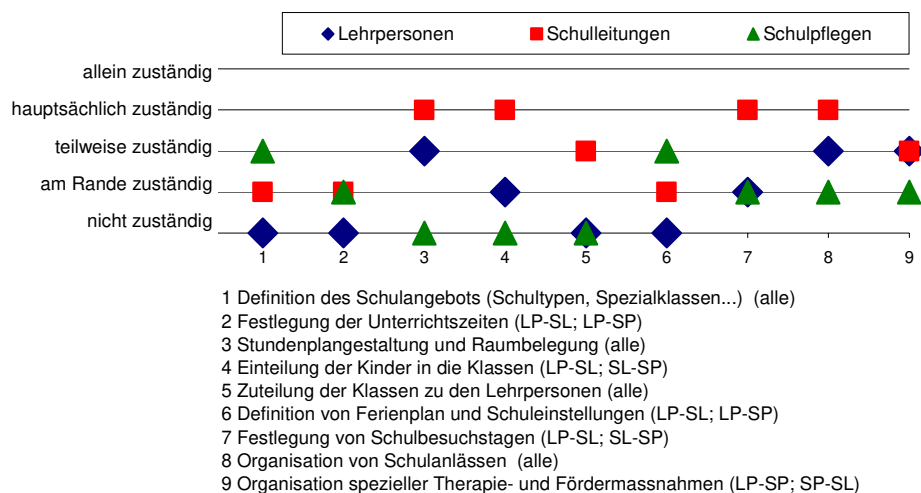 Lehrpersonen Schulleitungen Schulpflegen
allein zuständig
hauptsächlich zuständig
teilweise zuständig
am Rande zuständig
nicht zuständig
1 2 3 4 5 6 7 8 9
1 Definition des Schulangebots (Schultypen, Spezialklassen...) (alle)
2 Festlegung der Unterrichtszeiten (LP-SL; LP-SP)
3 Stundenplangestaltung und Raumbelegung (alle)
4 Einteilung der Kinder in die Klassen (LP-SL; SL-SP)
5 Zuteilung der Klassen zu den Lehrpersonen (alle)
6 Definition von Ferienplan und Schuleinstellungen (LP-SL; LP-SP)
7 Festlegung von Schulbesuchstagen (LP-SL; SL-SP)
8 Organisation von Schulanlässen (alle)
9 Organisation spezieller Therapie- und Fördermassnahmen (LP-SP; SP-SL)